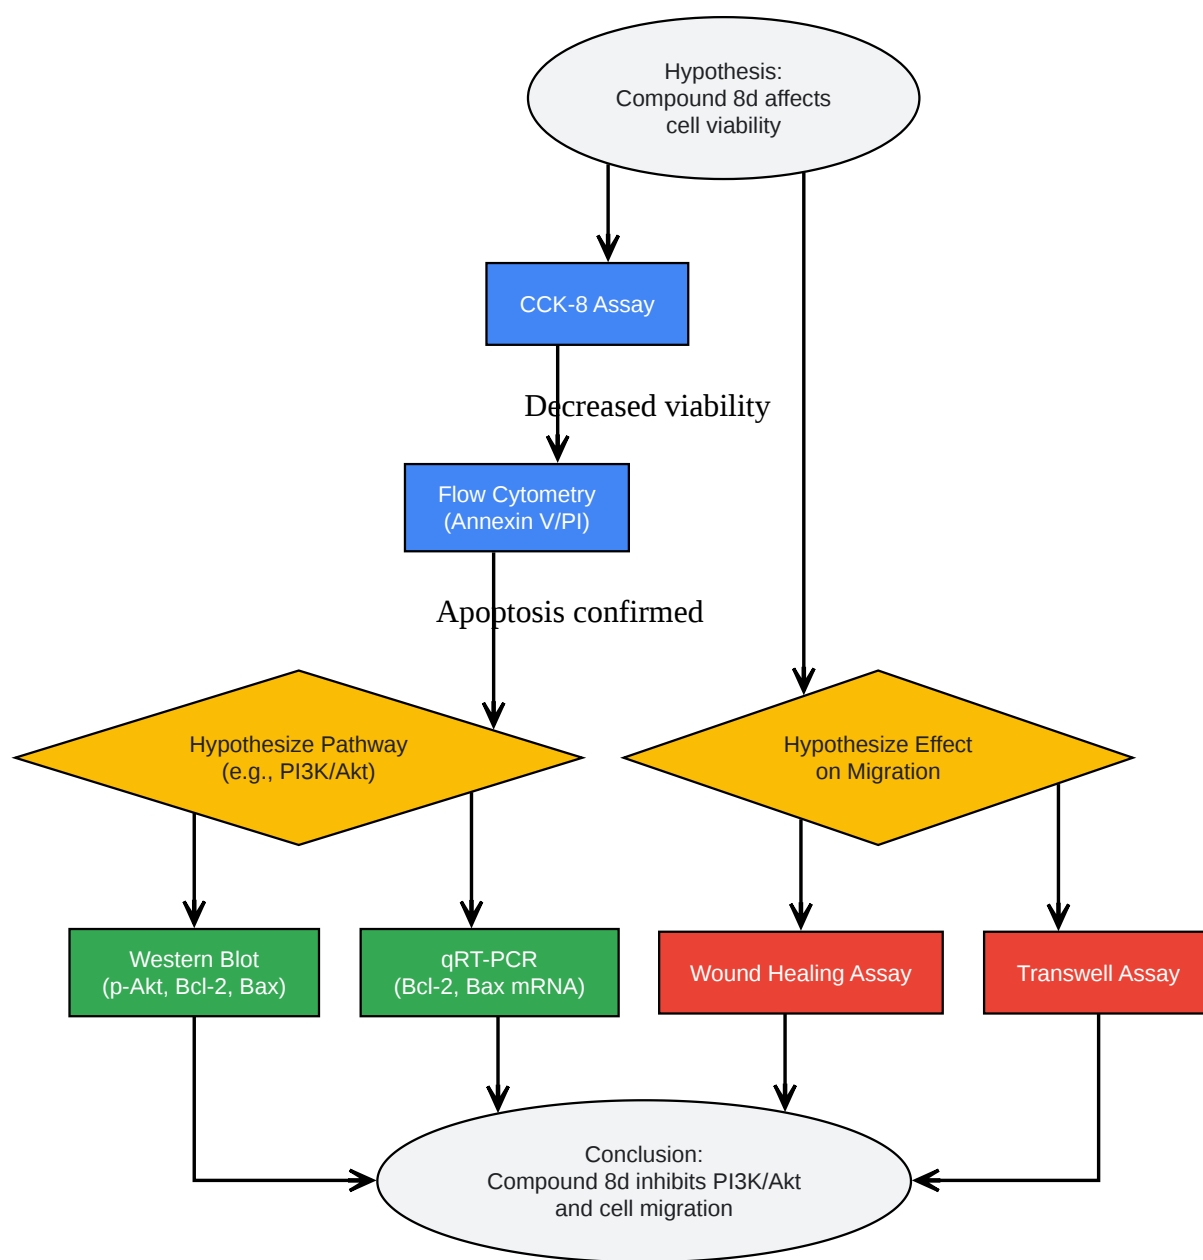 Hypothesis:
Compound 8d affects
cell viability
CCK-8 Assay
Decreased viability
Flow Cytometry
(Annexin V/PI)
Apoptosis confirmed
Hypothesize Pathway
(e.g., PI3K/Akt)
Hypothesize Effect
on Migration
Western Blot
(p-Akt, Bcl-2, Bax)
qRT-PCR
(Bcl-2, Bax mRNA)
Wound Healing Assay
Transwell Assay
Conclusion:
Compound 8d inhibits PI3K/Akt
and cell migration